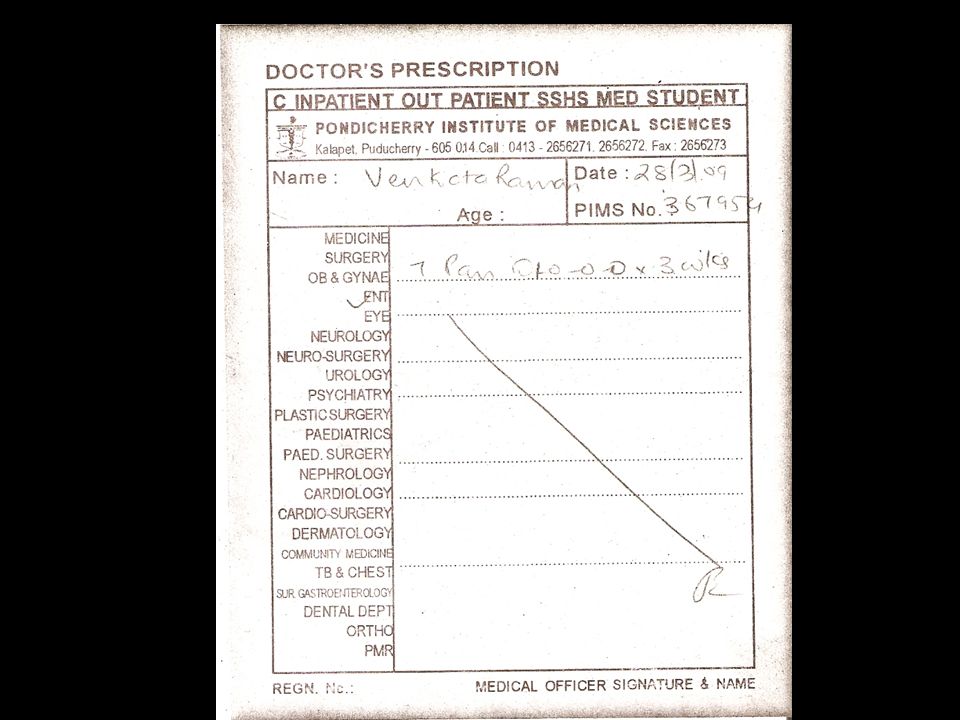 DOCTOR'S PRESCRIPTION
C INPATIENT OUT PATIENT SSHS MED STUDENT
PONDICHERRY INSTITUTE OF MEDICAL SCIENCES
Kalapet, Puducherry - 605 014.Call : 0413 - 2656271. 2656272. Fax : 2656273
Name : Venkata Raman
Age :
Date : 28/3/.09
PIMS No. : 367954
MEDICINE
SURGERY
OB & GYNAE
ENT
EYE
NEUROLOGY
NEURO-SURGERY
UROLOGY
PSYCHIATRY
PLASTIC SURGERY
PAEDIATRICS
PAED. SURGERY
NEPHROLOGY
CARDIOLOGY
CARDIO-SURGERY
DERMATOLOGY
COMMUNITY MEDICINE
TB & CHEST
SUR. GASTROENTEROLOGY
DENTAL DEPT
ORTHO
PMR
T Pan -0-0 x 3 wks
REGN. No.:
MEDICAL OFFICER SIGNATURE & NAME